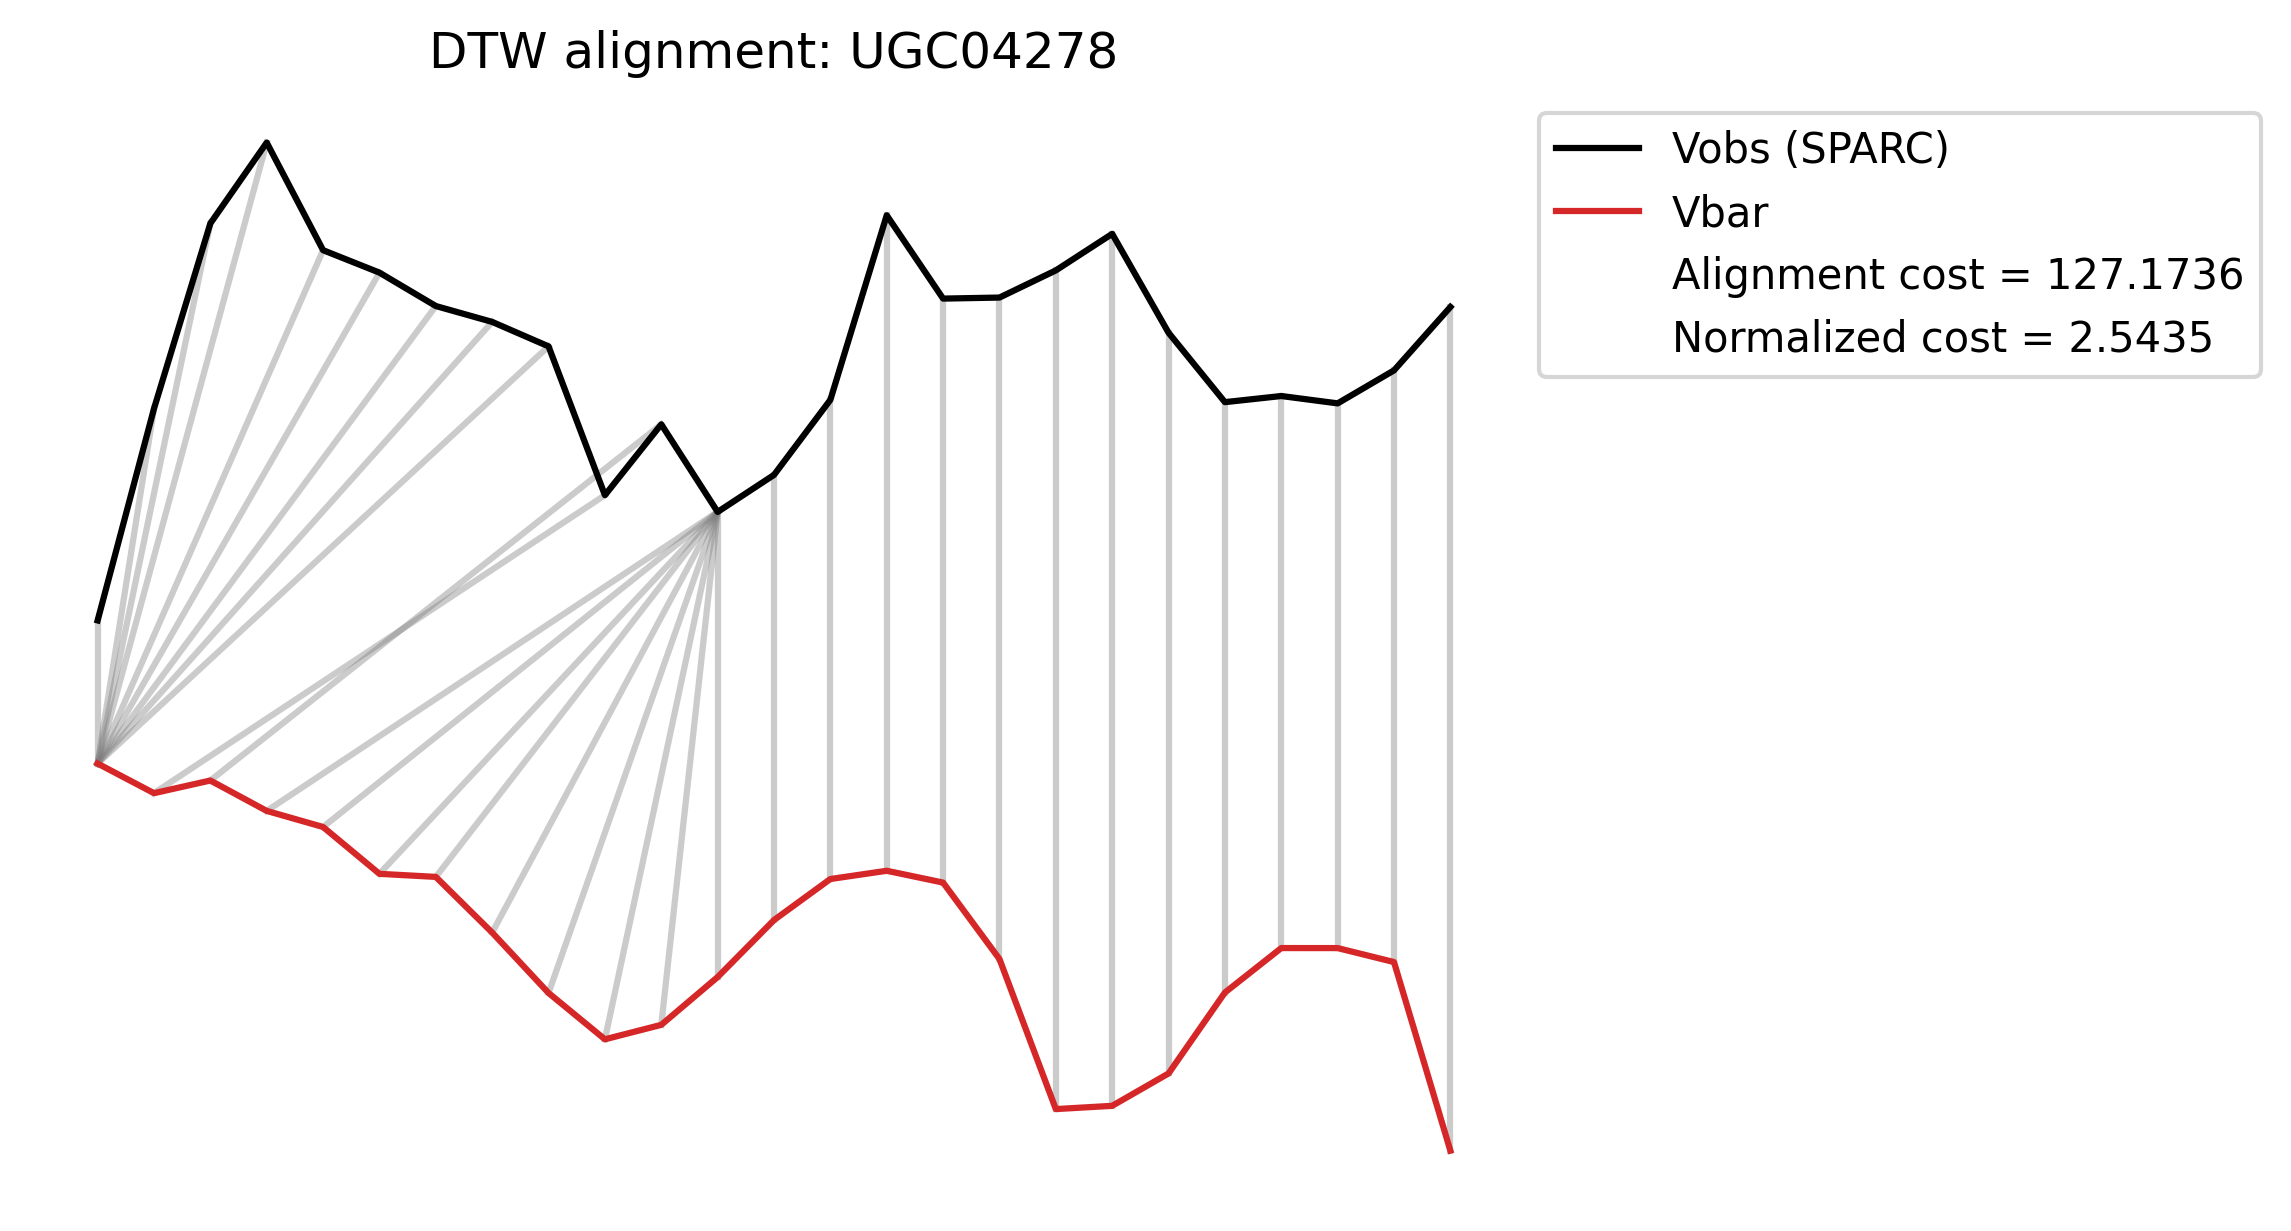 DTW alignment: UGC04278
Vobs (SPARC)
Vbar
Alignment cost = 127.1736
Normalized cost = 2.5435